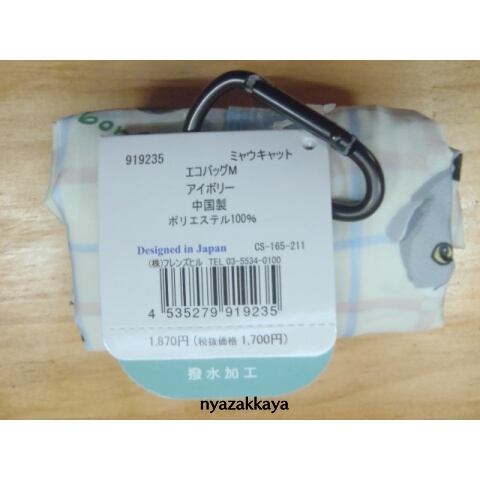 919235 ミャウキャット
エコバッグM
アイボリー
中国製
ポリエステル100%
Designed in Japan CS-165-211
(株)フレンズヒル TEL 03-5534-0100
4 535279 919235
1,870円 (税抜価格 1,700円)
撥水加工
nyazakkaya